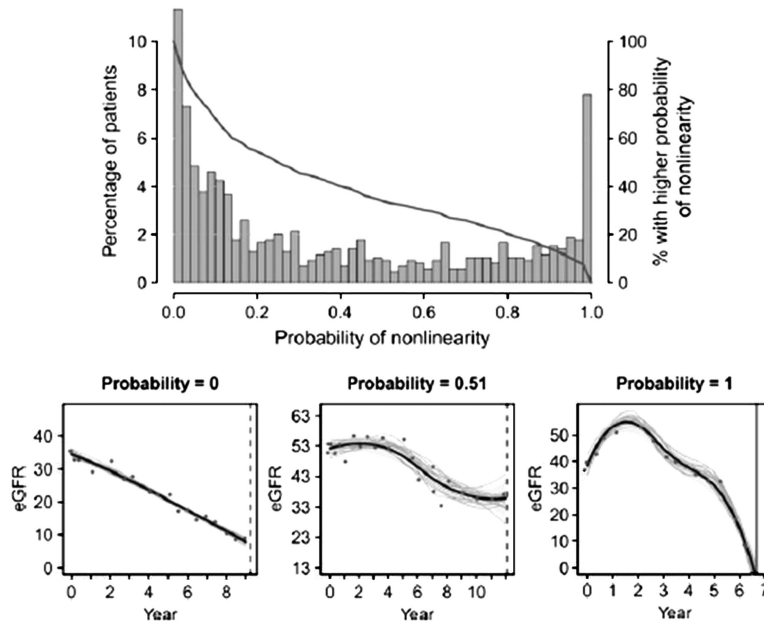 Percentage of patients
10
8
6
4
2
0
100
80
60
40
20
0
% with higher probability
of nonlinearity
0.0 0.2 0.4 0.6 0.8 1.0
Probability of nonlinearity
Probability = 0
eGFR
40
30
20
10
0
0 2 4 6 8
Year
Probability = 0.51
eGFR
63
53
43
33
23
13
0 2 4 6 8 10
Year
Probability = 1
eGFR
50
40
30
20
10
0
0 1 2 3 4 5 6 7
Year